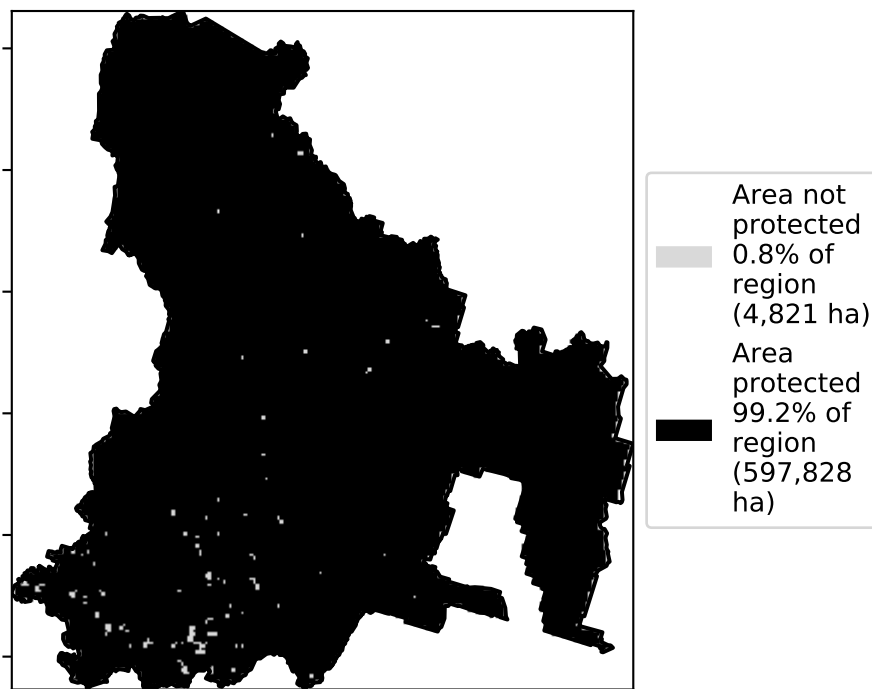 Area not
protected
0.8% of
region
(4,821 ha)
Area
protected
99.2% of
region
(597,828
ha)